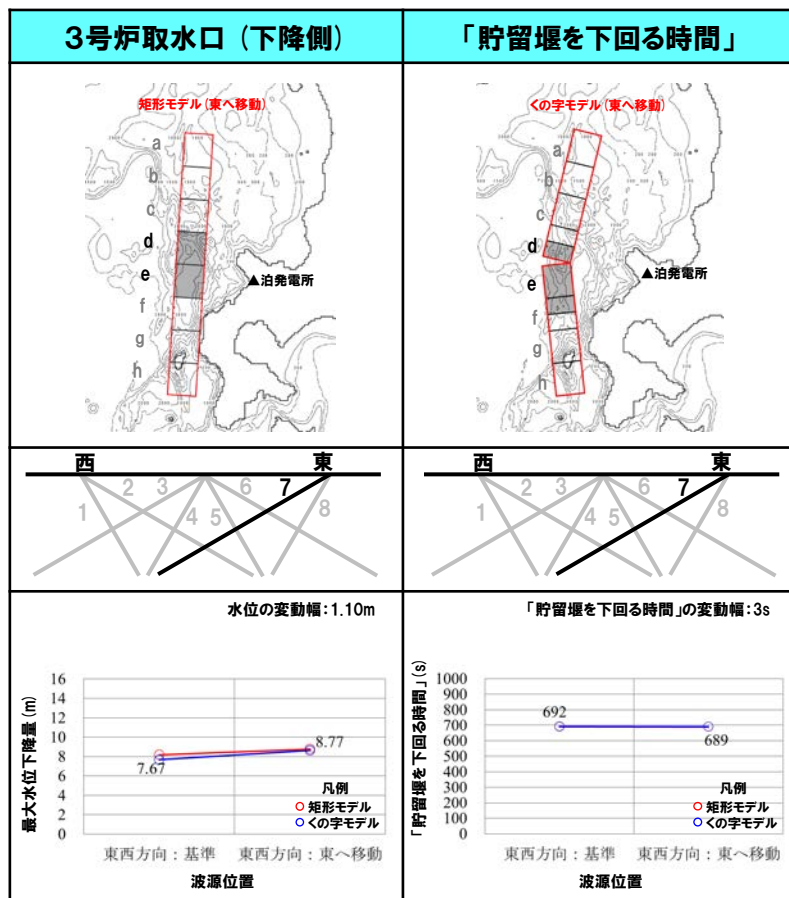 3号炉取水口（下降側）
「貯留堰を下回る時間」
矩形モデル(東へ移動)
a
b
c
d
e
f
g
h
▲泊発電所
くの字モデル(東へ移動)
a
b
c
d
e
f
g
h
▲泊発電所
西
東
1
2
3
4
5
6
7
8
西
東
1
2
3
4
5
6
7
8
水位の変動幅:1.10m
最大水位下降量(m)
16
14
12
10
8
6
4
2
0
7.67
8.77
凡例
矩形モデル
くの字モデル
東西方向：基準
東西方向：東へ移動
波源位置
「貯留堰を下回る時間」の変動幅:3s
「貯留堰を下回る時間」(s)
1000
900
800
700
600
500
400
300
200
100
0
692
689
凡例
矩形モデル
くの字モデル
東西方向：基準
東西方向：東へ移動
波源位置